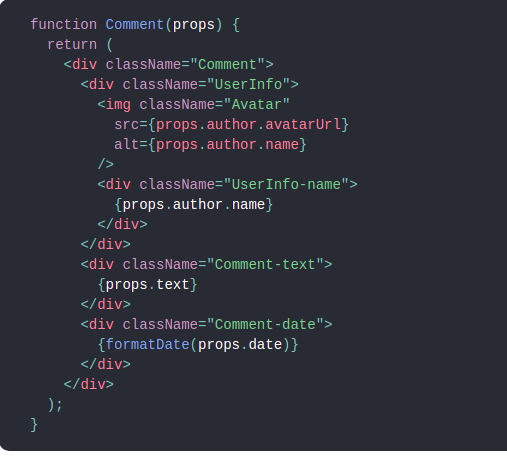 function Comment(props) {
  return (
    <div className="Comment">
      <div className="UserInfo">
        <img className="Avatar"
          src={props.author.avatarUrl}
          alt={props.author.name}
        />
        <div className="UserInfo-name">
          {props.author.name}
        </div>
      </div>
      <div className="Comment-text">
        {props.text}
      </div>
      <div className="Comment-date">
        {formatDate(props.date)}
      </div>
    </div>
  );
}